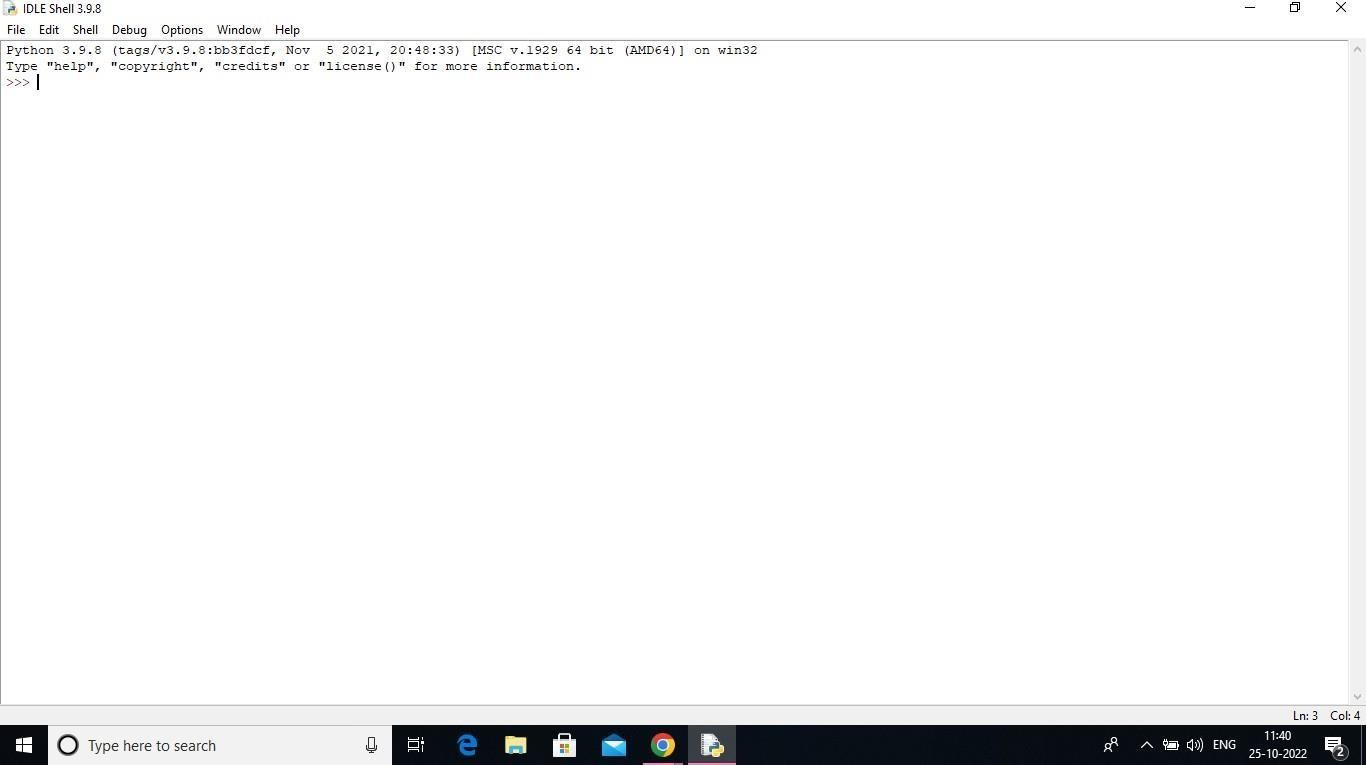 IDLE Shell 3.9.8
File Edit Shell Debug Options Window Help
Python 3.9.8 (tags/v3.9.8:bb3fdcf, Nov  5 2021, 20:48:33) [MSC v.1929 64 bit (AMD64)] on win32
Type "help", "copyright", "credits" or "license()" for more information.
>>>
Ln: 3 Col: 4
Type here to search
ENG
11:40
25-10-2022
2